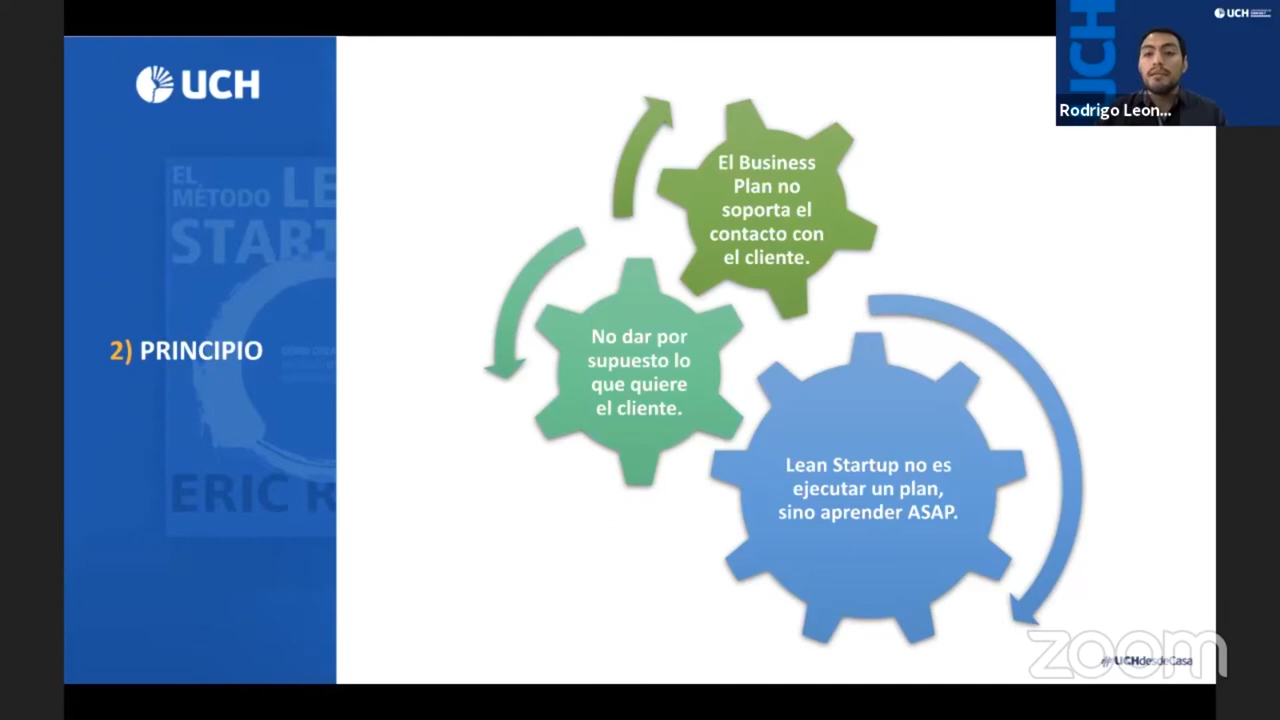 UCH
UCH
Rodrigo Leon...
UCH
EL
MÉTODO LE
START
ERIC R
2) PRINCIPIO
El Business
Plan no
soporta el
contacto con
el cliente.
No dar por
supuesto lo
que quiere
el cliente.
Lean Startup no es
ejecutar un plan,
sino aprender ASAP.
zoom
#UCHdesdeCasa